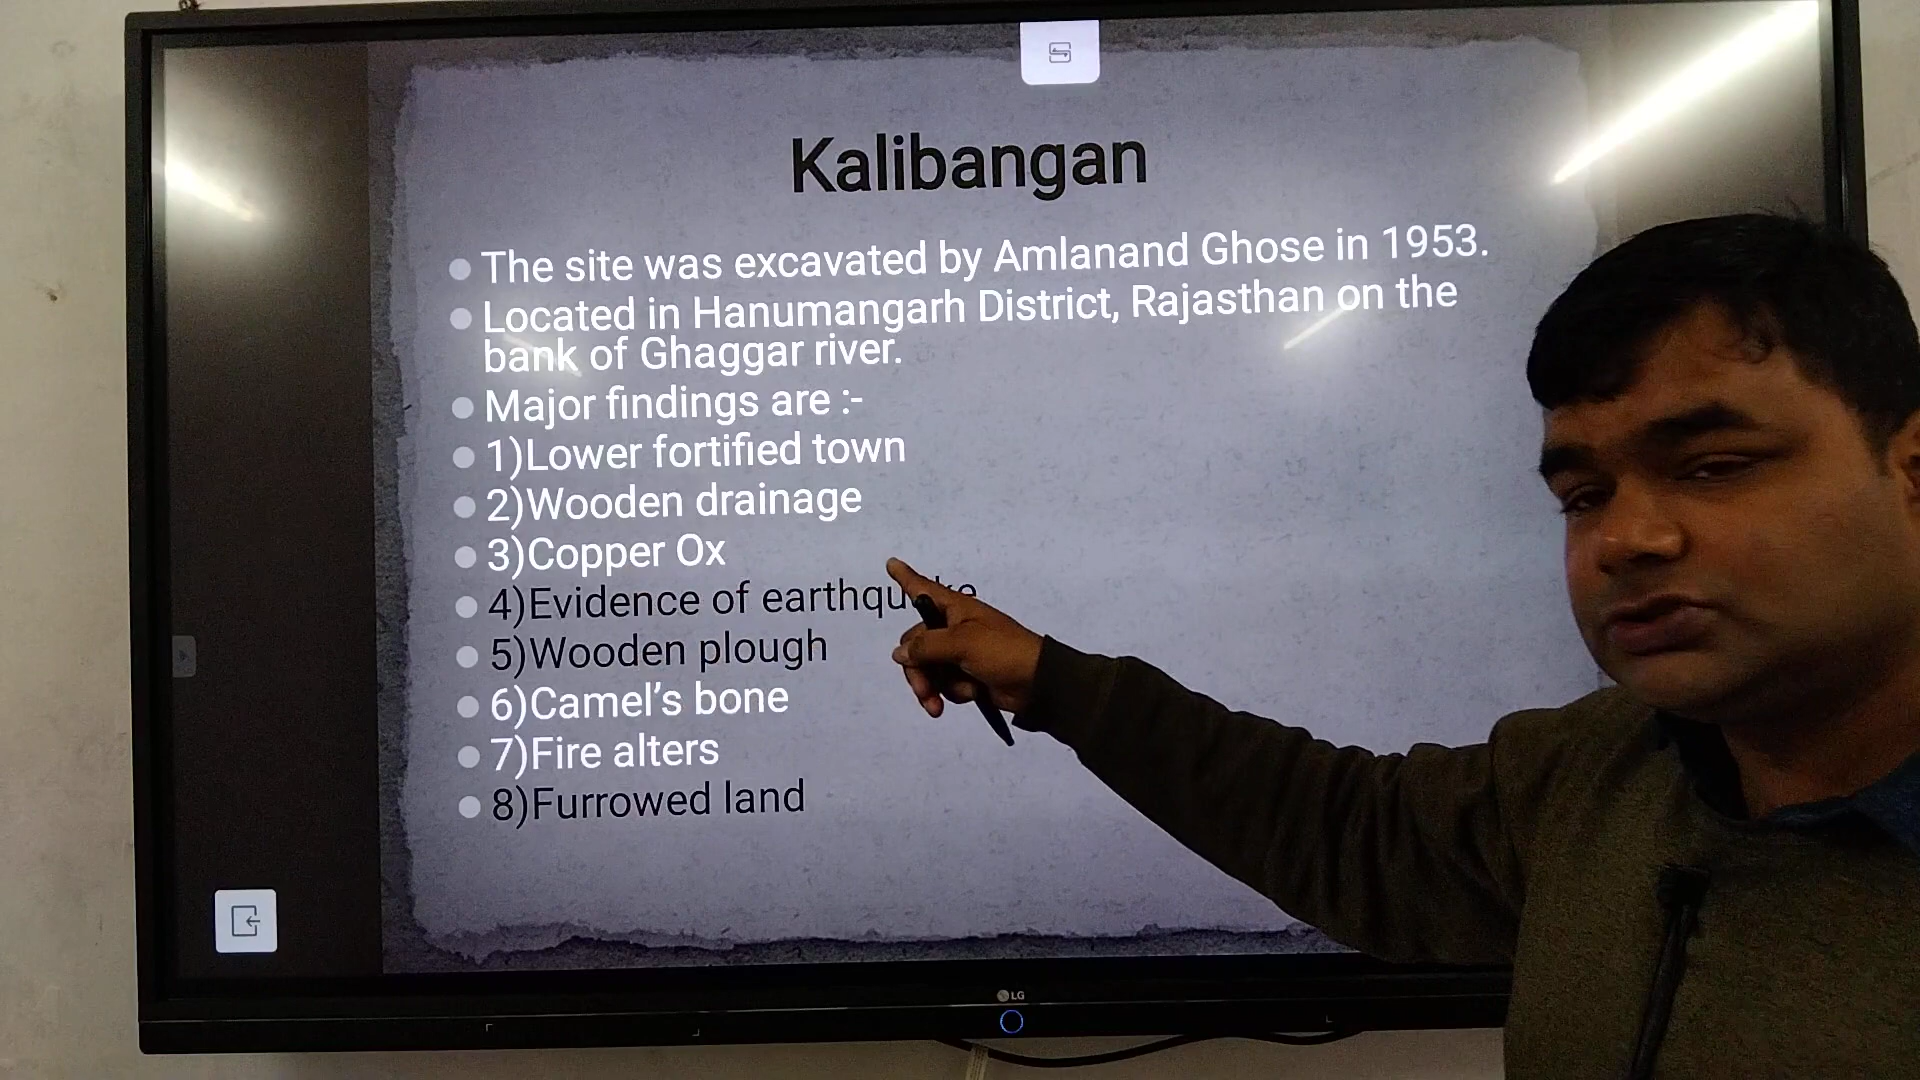 Kalibangan
The site was excavated by Amlanand Ghose in 1953.
Located in Hanumangarh District, Rajasthan on the
bank of Ghaggar river.
Major findings are :-
1)Lower fortified town
2)Wooden drainage
3)Copper Ox
4)Evidence of earthquake
5)Wooden plough
6)Camel’s bone
7)Fire alters
8)Furrowed land
LG